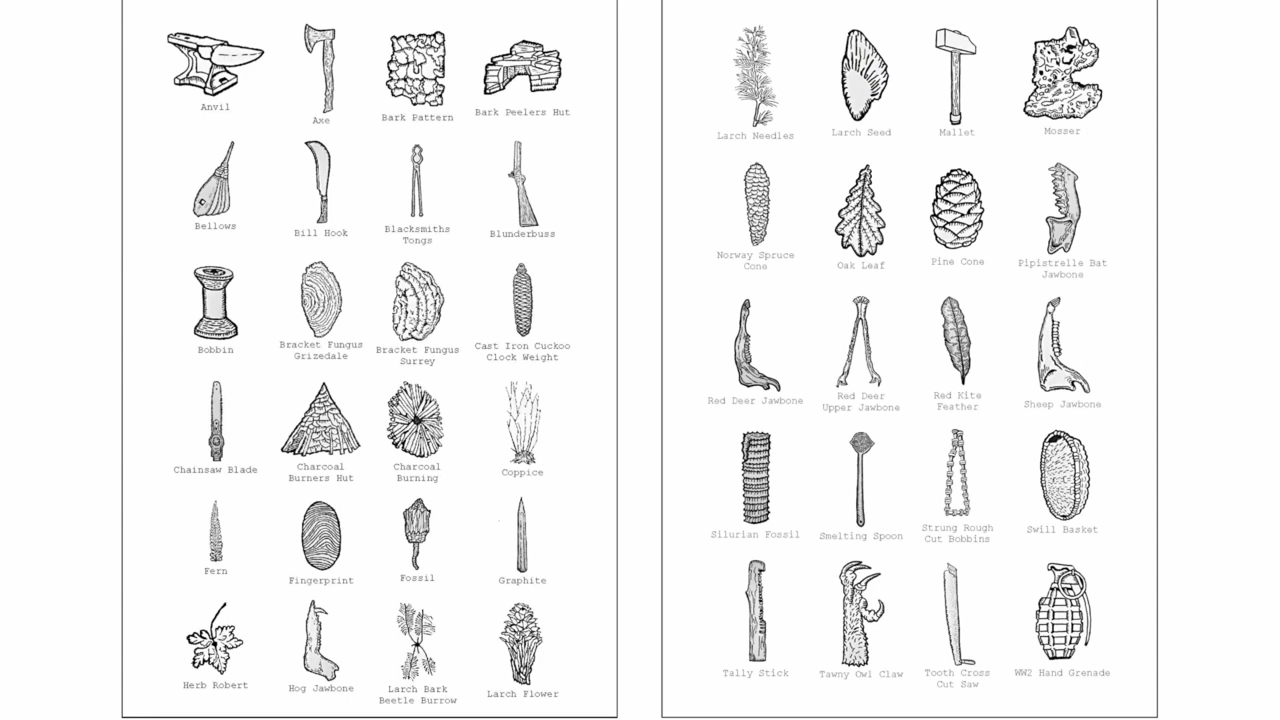 Anvil
Axe
Bark Pattern
Bark Peelers Hut
Bellows
Bill Hook
Blacksmiths
Tongs
Blunderbuss
Bobbin
Bracket Fungus
Grizedale
Bracket Fungus
Surrey
Cast Iron Cuckoo
Clock Weight
Chainsaw Blade
Charcoal
Burners Hut
Charcoal
Burning
Coppice
Fern
Fingerprint
Fossil
Graphite
Herb Robert
Hog Jawbone
Larch Bark
Beetle Burrow
Larch Flower
Larch Needles
Larch Seed
Mallet
Mosser
Norway Spruce
Cone
Oak Leaf
Pine Cone
Pipistrelle Bat
Jawbone
Red Deer Jawbone
Red Deer
Upper Jawbone
Red Kite
Feather
Sheep Jawbone
Silurian Fossil
Smelting Spoon
Strung Rough
Cut Bobbins
Swill Basket
Tally Stick
Tawny Owl Claw
Tooth Cross
Cut Saw
WW2 Hand Grenade